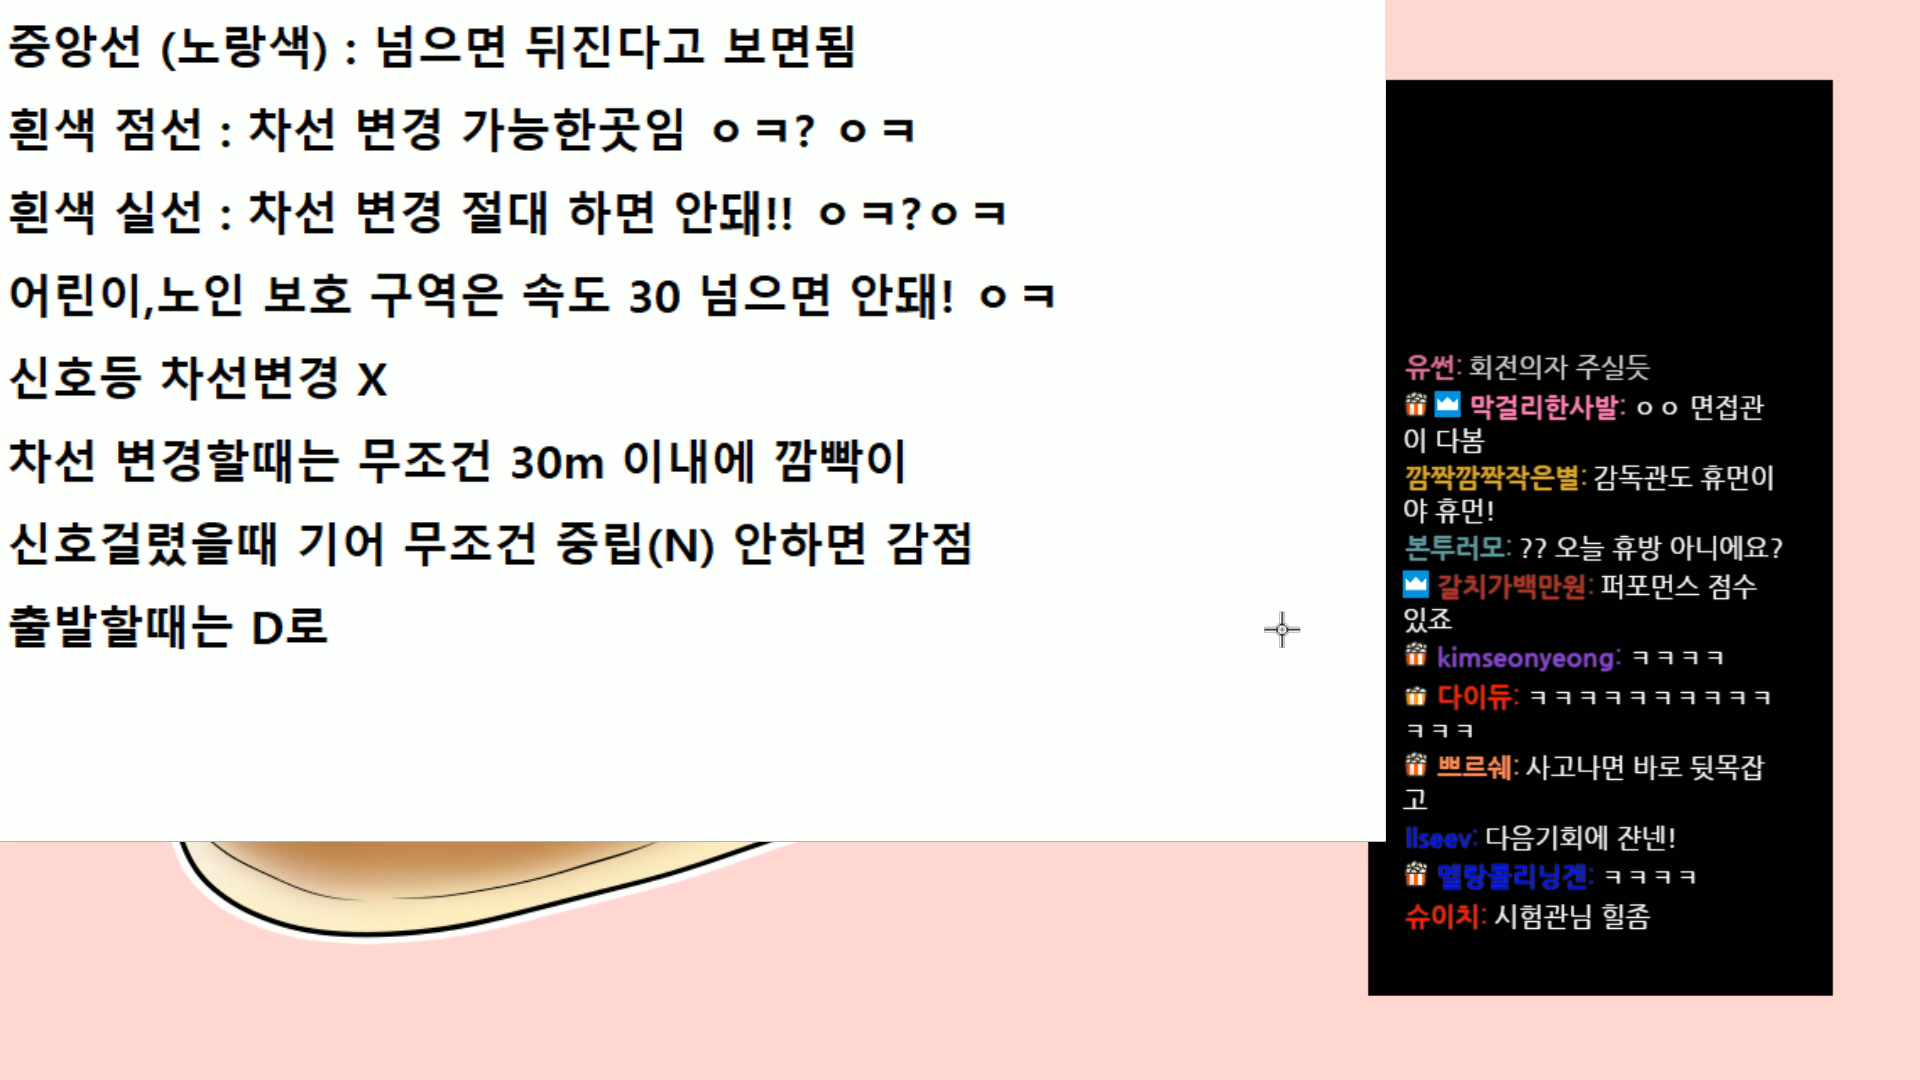 중앙선 (노랑색) : 넘으면 뒤진다고 보면됨
흰색 점선 : 차선 변경 가능한곳임 ㅇㅋ? ㅇㅋ
흰색 실선 : 차선 변경 절대 하면 안돼!! ㅇㅋ?ㅇㅋ
어린이,노인 보호 구역은 속도 30 넘으면 안돼! ㅇㅋ
신호등 차선변경 X
차선 변경할때는 무조건 30m 이내에 깜빡이
신호걸렸을때 기어 무조건 중립(N) 안하면 감점
출발할때는 D로
유썬: 회전의자 주실듯
막걸리한사발: ㅇㅇ 면접관
이 다봄
깜짝깜짝작은별: 감독관도 휴먼이
야 휴먼!
본투러모: ?? 오늘 휴방 아니에요?
갈치가백만원: 퍼포먼스 점수
있죠
kimseonyeong: ㅋㅋㅋㅋ
다이듀: ㅋㅋㅋㅋㅋㅋㅋㅋㅋㅋ
ㅋㅋㅋ
쁘르쉐: 사고나면 바로 뒷목잡
고
llseev: 다음기회에 쟌넨!
멜랑콜리닝겐: ㅋㅋㅋㅋ
슈이치: 시험관님 힐좀